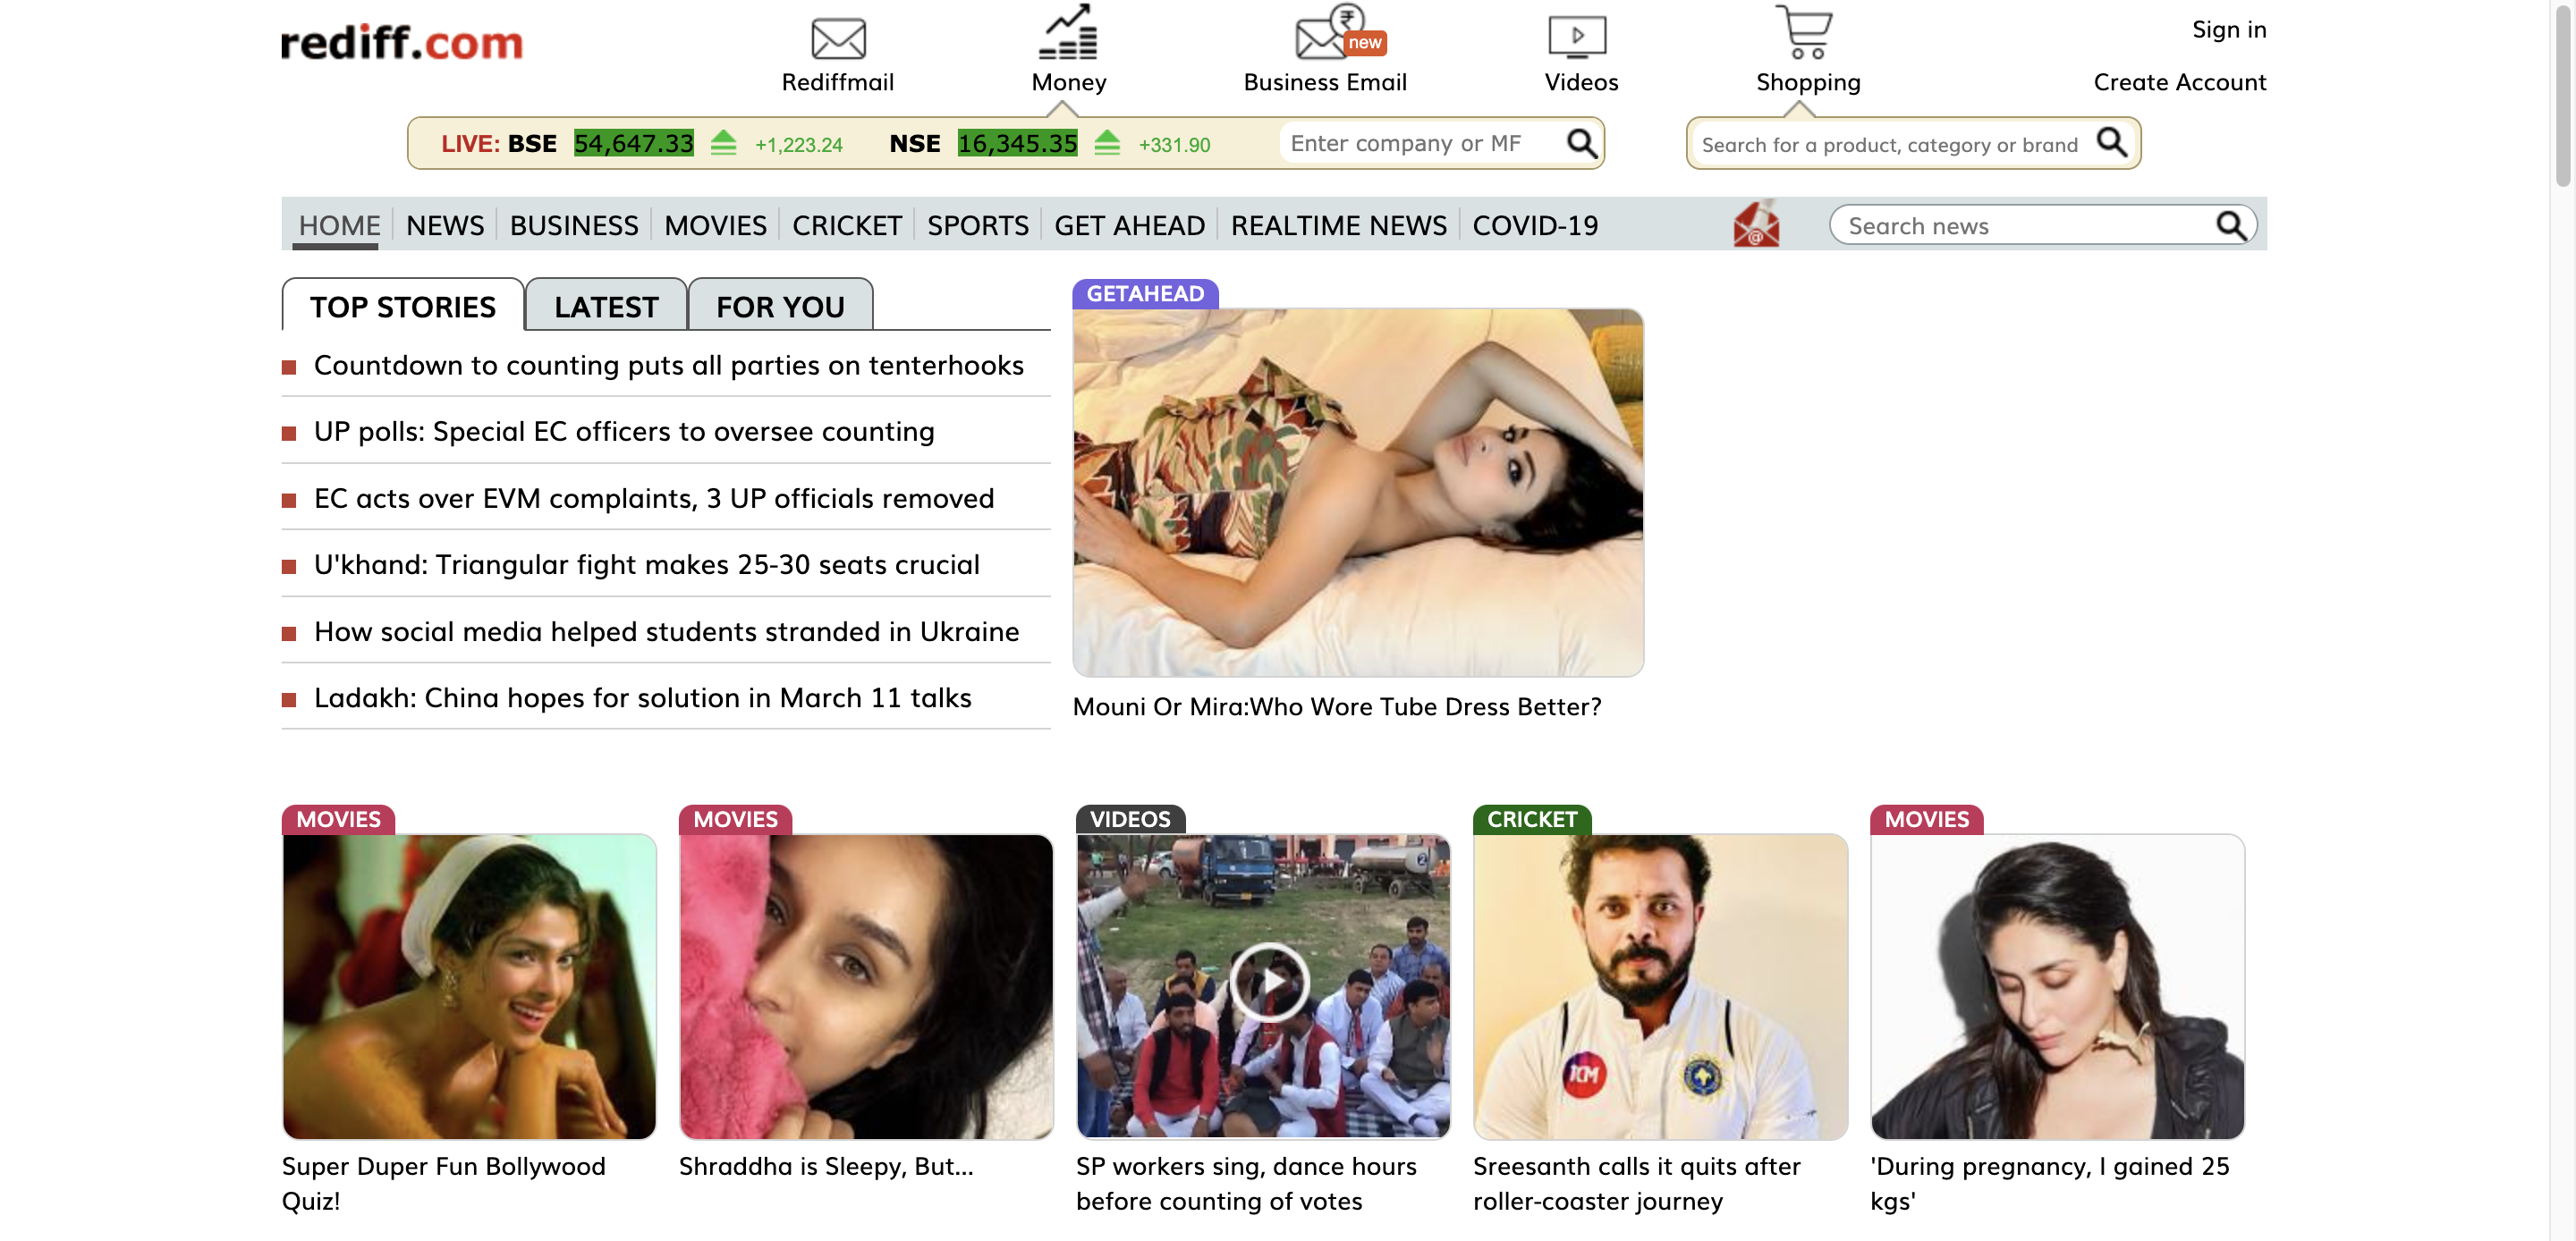 rediff.com
Rediffmail
Money
new
Business Email
Videos
Shopping
Sign in
Create Account
LIVE: BSE 54,647.33 +1,223.24 NSE 16,345.35 +331.90 Enter company or MF
Search for a product, category or brand
HOME NEWS BUSINESS MOVIES CRICKET SPORTS GET AHEAD REALTIME NEWS COVID-19
@
Search news
TOP STORIES LATEST FOR YOU
Countdown to counting puts all parties on tenterhooks
UP polls: Special EC officers to oversee counting
EC acts over EVM complaints, 3 UP officials removed
U'khand: Triangular fight makes 25-30 seats crucial
How social media helped students stranded in Ukraine
Ladakh: China hopes for solution in March 11 talks
GETAHEAD
Mouni Or Mira:Who Wore Tube Dress Better?
MOVIES
Super Duper Fun Bollywood
Quiz!
MOVIES
Shraddha is Sleepy, But...
VIDEOS
2
SP workers sing, dance hours
before counting of votes
CRICKET
Sreesanth calls it quits after
roller-coaster journey
MOVIES
'During pregnancy, I gained 25
kgs'